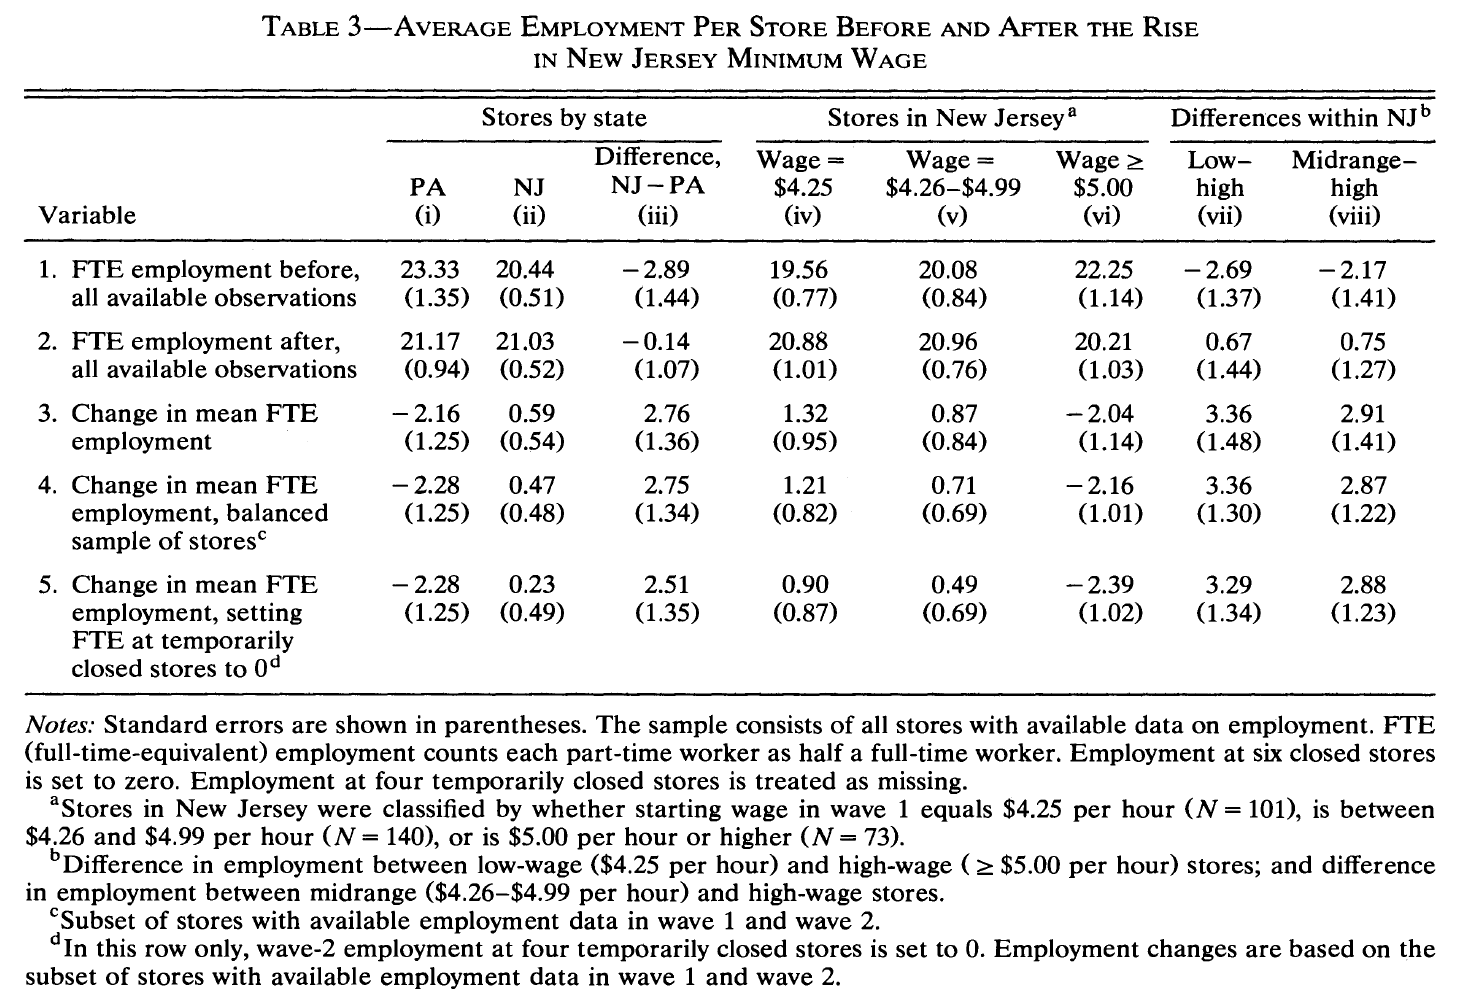 TABLE 3—AVERAGE EMPLOYMENT PER STORE BEFORE AND AFTER THE RISE
IN NEW JERSEY MINIMUM WAGE
Stores by state Stores in New Jersey^a Differences within NJ^b
Difference, Wage = Wage = Wage ≥ Low– Midrange–
PA NJ NJ − PA $4.25 $4.26–$4.99 $5.00 high high
Variable (i) (ii) (iii) (iv) (v) (vi) (vii) (viii)
1. FTE employment before, 23.33 20.44 −2.89 19.56 20.08 22.25 −2.69 −2.17
all available observations (1.35) (0.51) (1.44) (0.77) (0.84) (1.14) (1.37) (1.41)
2. FTE employment after, 21.17 21.03 −0.14 20.88 20.96 20.21 0.67 0.75
all available observations (0.94) (0.52) (1.07) (1.01) (0.76) (1.03) (1.44) (1.27)
3. Change in mean FTE −2.16 0.59 2.76 1.32 0.87 −2.04 3.36 2.91
employment (1.25) (0.54) (1.36) (0.95) (0.84) (1.14) (1.48) (1.41)
4. Change in mean FTE −2.28 0.47 2.75 1.21 0.71 −2.16 3.36 2.87
employment, balanced (1.25) (0.48) (1.34) (0.82) (0.69) (1.01) (1.30) (1.22)
sample of stores^c
5. Change in mean FTE −2.28 0.23 2.51 0.90 0.49 −2.39 3.29 2.88
employment, setting (1.25) (0.49) (1.35) (0.87) (0.69) (1.02) (1.34) (1.23)
FTE at temporarily
closed stores to 0^d
Notes: Standard errors are shown in parentheses. The sample consists of all stores with available data on employment. FTE
(full-time-equivalent) employment counts each part-time worker as half a full-time worker. Employment at six closed stores
is set to zero. Employment at four temporarily closed stores is treated as missing.
^aStores in New Jersey were classified by whether starting wage in wave 1 equals $4.25 per hour (N = 101), is between
$4.26 and $4.99 per hour (N = 140), or is $5.00 per hour or higher (N = 73).
^bDifference in employment between low-wage ($4.25 per hour) and high-wage (≥ $5.00 per hour) stores; and difference
in employment between midrange ($4.26–$4.99 per hour) and high-wage stores.
^cSubset of stores with available employment data in wave 1 and wave 2.
^dIn this row only, wave-2 employment at four temporarily closed stores is set to 0. Employment changes are based on the
subset of stores with available employment data in wave 1 and wave 2.